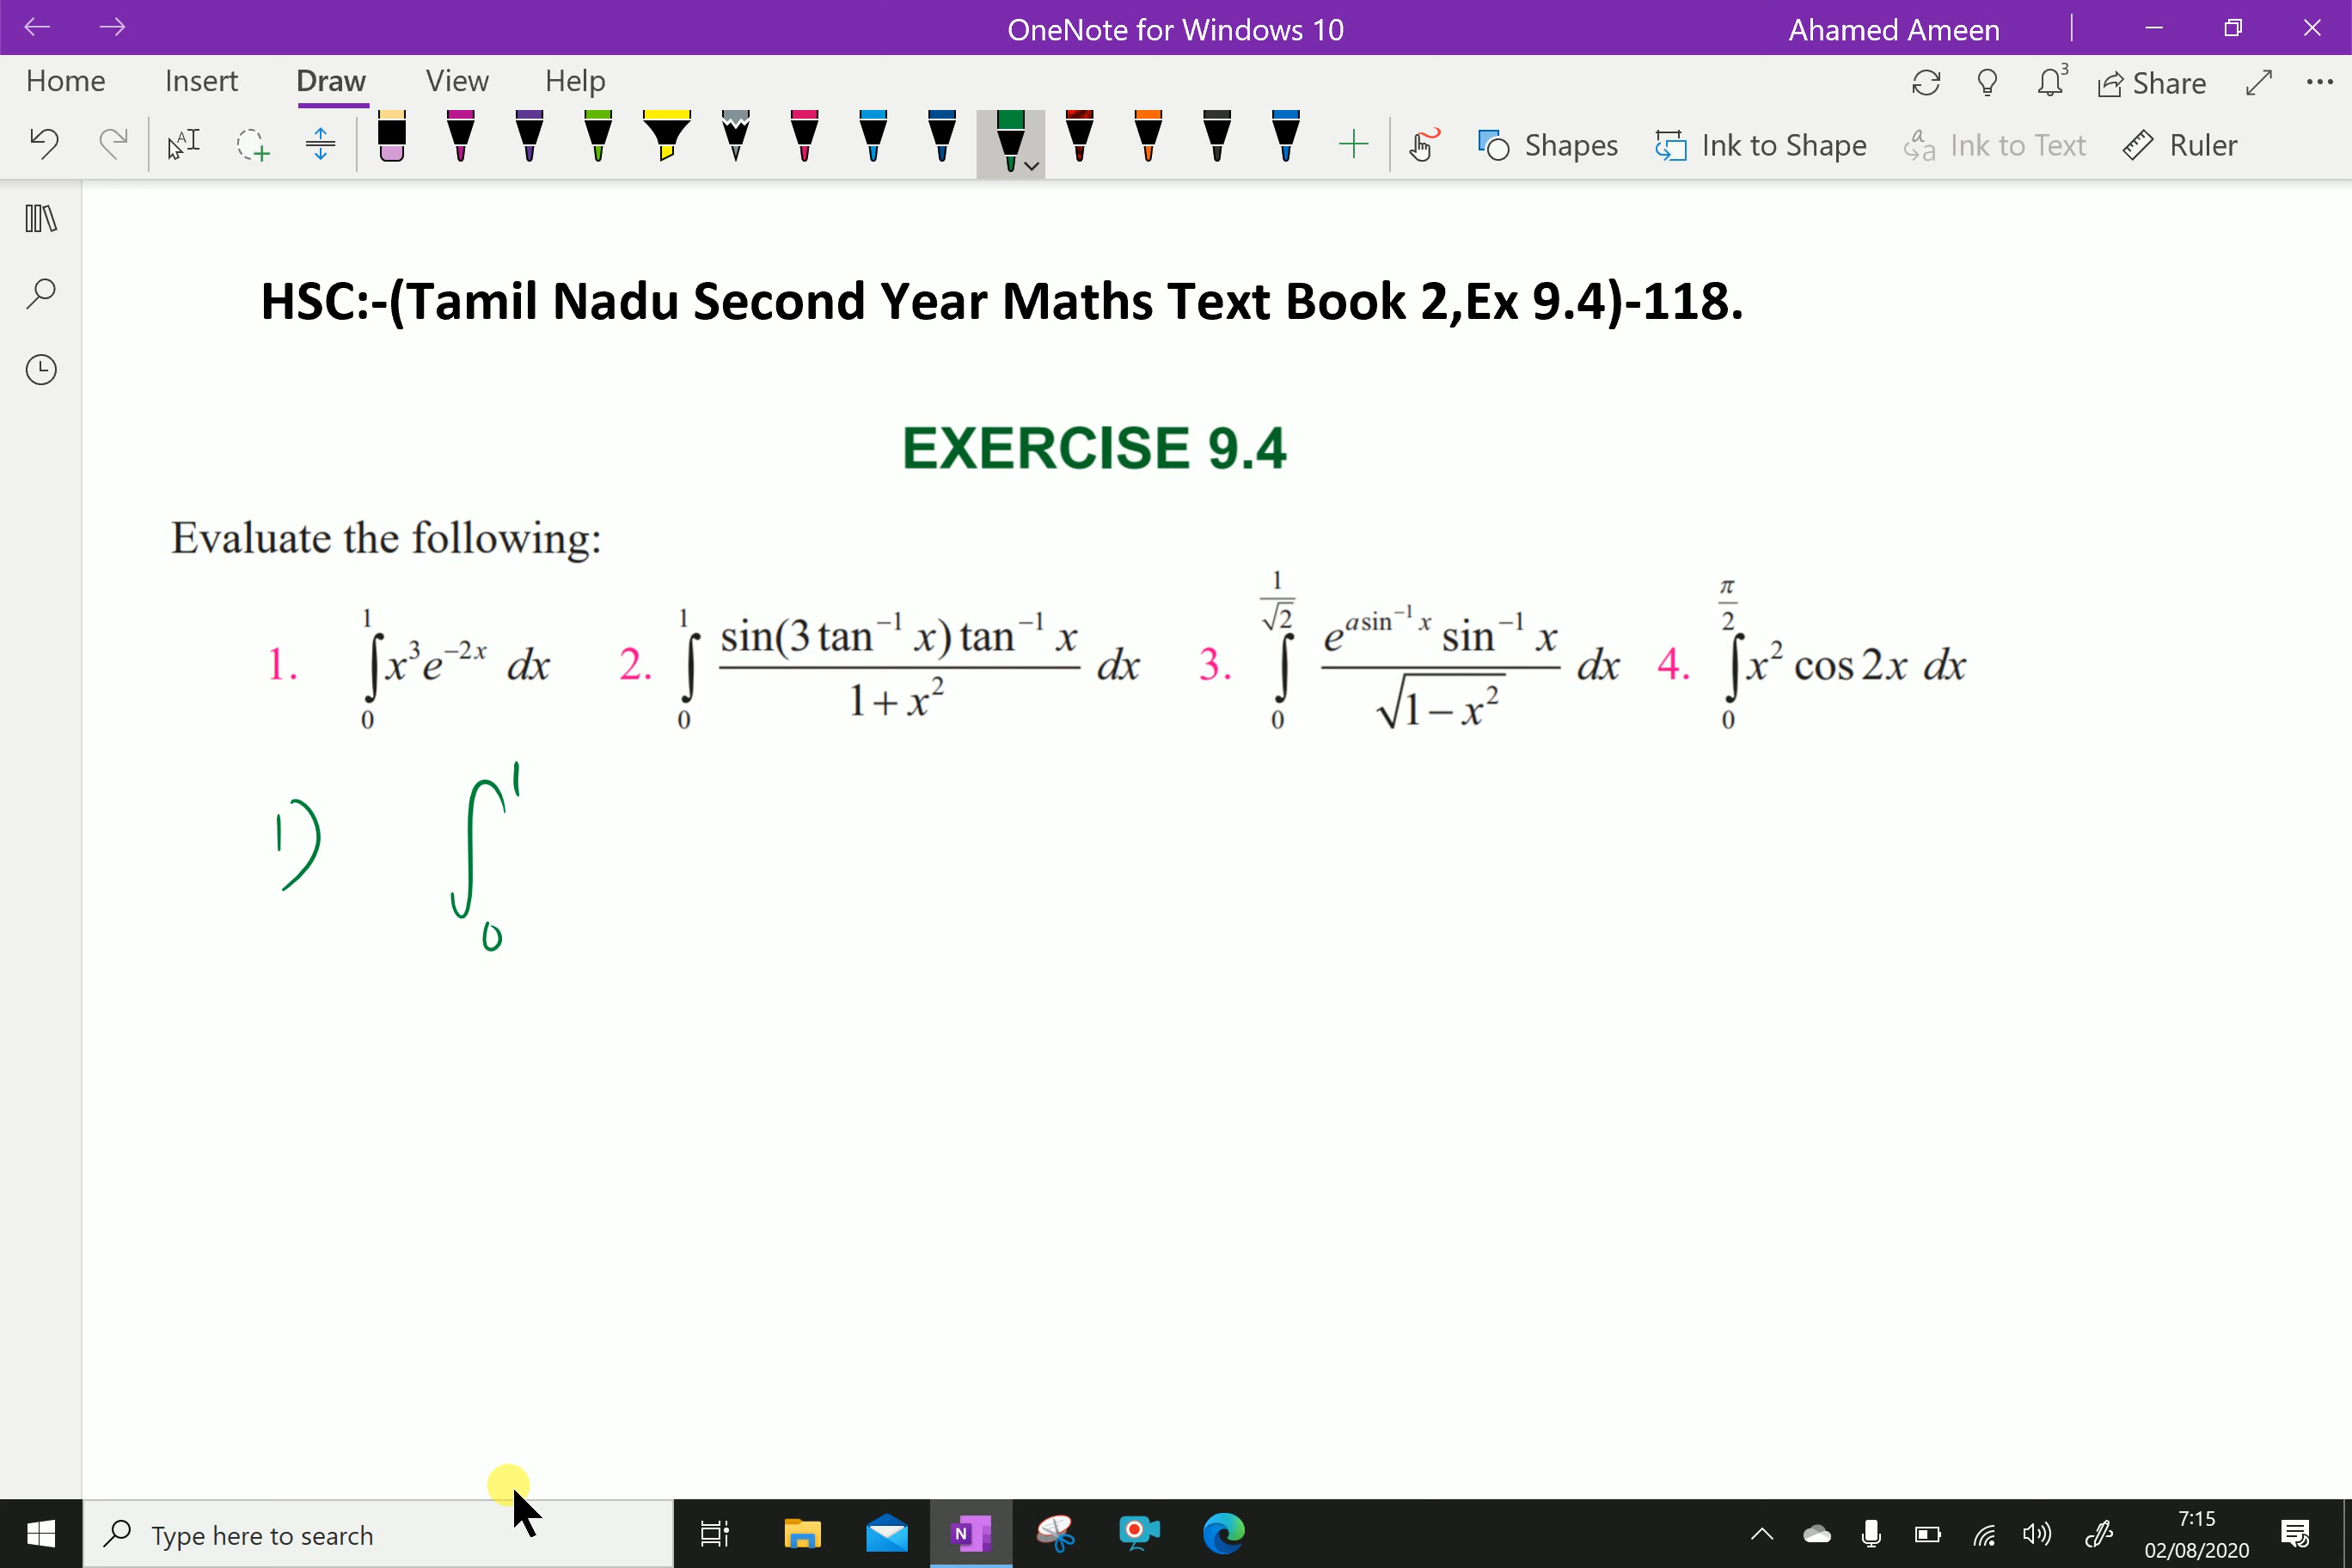 OneNote for Windows 10
Ahamed Ameen
Home Insert Draw View Help
3
Share
Shapes
Ink to Shape
Ink to Text
Ruler
HSC:-(Tamil Nadu Second Year Maths Text Book 2,Ex 9.4)-118.
EXERCISE 9.4
Evaluate the following:
1. ∫₀¹ x³e⁻²ˣ dx 2. ∫₀¹ sin(3 tan⁻¹ x) tan⁻¹ x / (1 + x²) dx 3. ∫₀^(1/√2) e^(a sin⁻¹ x) sin⁻¹ x / √(1 − x²) dx 4. ∫₀^(π/2) x² cos 2x dx
1) ∫₀¹
Type here to search
N
7:15
02/08/2020